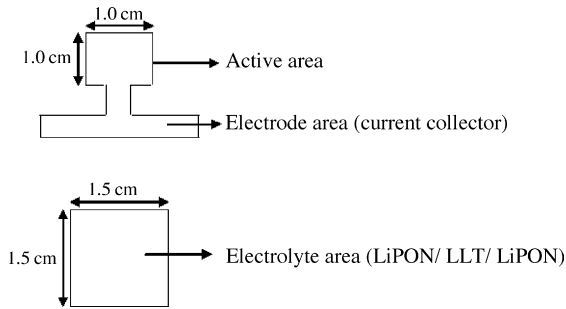 1.0 cm
1.0 cm
Active area
Electrode area (current collector)
1.5 cm
1.5 cm
Electrolyte area (LiPON/ LLT/ LiPON)